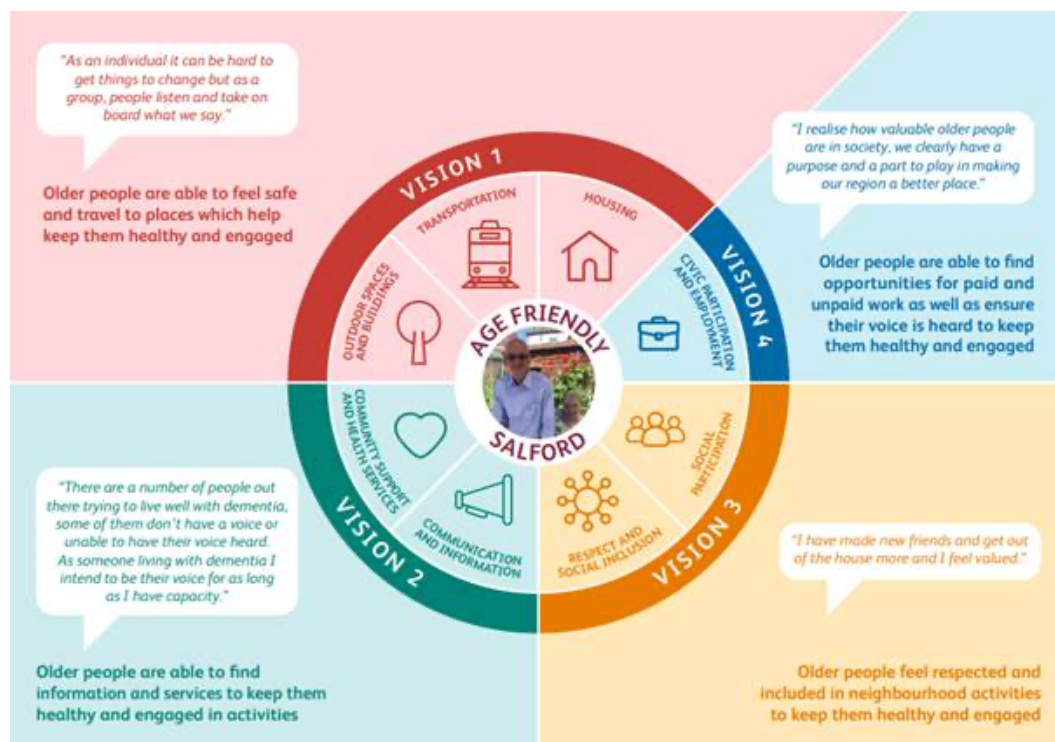 "As an individual it can be hard to
get things to change but as a
group, people listen and take on
board what we say."
Older people are able to feel safe
and travel to places which help
keep them healthy and engaged
VISION 1
TRANSPORTATION
HOUSING
OUTDOOR SPACES
AND BUILDINGS
"I realise how valuable older people
are in society, we clearly have a
purpose and a part to play in making
our region a better place."
Older people are able to find
opportunities for paid and
unpaid work as well as ensure
their voice is heard to keep
them healthy and engaged
VISION 4
CIVIC PARTICIPATION
AND EMPLOYMENT
AGE FRIENDLY
SALFORD
COMMUNITY SUPPORT
AND HEALTH SERVICES
COMMUNICATION
AND INFORMATION
VISION 2
"There are a number of people out
there trying to live well with dementia,
some of them don't have a voice or
unable to have their voice heard.
As someone living with dementia I
intend to be their voice for as long
as I have capacity."
Older people are able to find
information and services to keep them
healthy and engaged in activities
SOCIAL
PARTICIPATION
RESPECT AND
SOCIAL INCLUSION
VISION 3
"I have made new friends and get out
of the house more and I feel valued."
Older people feel respected and
included in neighbourhood activities
to keep them healthy and engaged